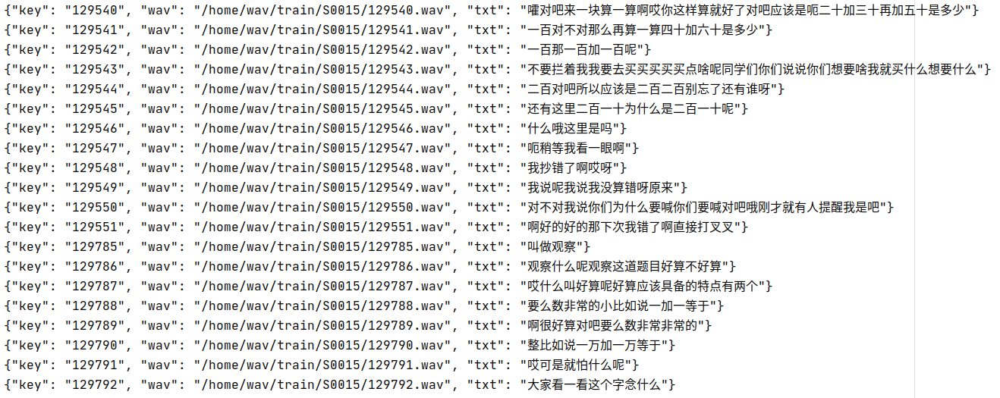 {"key": "129540", "wav": "/home/wav/train/S0015/129540.wav", "txt": "嚯对吧来一块算一算啊哎你这样算就好了对吧应该是呃二十加三十再加五十是多少"}
{"key": "129541", "wav": "/home/wav/train/S0015/129541.wav", "txt": "一百对不对那么再算一算四十加六十是多少"}
{"key": "129542", "wav": "/home/wav/train/S0015/129542.wav", "txt": "一百那一百加一百呢"}
{"key": "129543", "wav": "/home/wav/train/S0015/129543.wav", "txt": "不要拦着我我要去买买买买买点啥呢同学们你们说说你们想要啥我就买什么想要什么"}
{"key": "129544", "wav": "/home/wav/train/S0015/129544.wav", "txt": "二百对吧所以应该是二百二百别忘了还有谁呀"}
{"key": "129545", "wav": "/home/wav/train/S0015/129545.wav", "txt": "还有这里二百一十为什么是二百一十呢"}
{"key": "129546", "wav": "/home/wav/train/S0015/129546.wav", "txt": "什么哦这里是吗"}
{"key": "129547", "wav": "/home/wav/train/S0015/129547.wav", "txt": "呃稍等我看一眼啊"}
{"key": "129548", "wav": "/home/wav/train/S0015/129548.wav", "txt": "我抄错了啊哎呀"}
{"key": "129549", "wav": "/home/wav/train/S0015/129549.wav", "txt": "我说呢我说我没算错呀原来"}
{"key": "129550", "wav": "/home/wav/train/S0015/129550.wav", "txt": "对不对我说你们为什么要喊你们要喊对吧哦刚才就有人提醒我是吧"}
{"key": "129551", "wav": "/home/wav/train/S0015/129551.wav", "txt": "啊好的好的那下次我错了啊直接打叉叉"}
{"key": "129785", "wav": "/home/wav/train/S0015/129785.wav", "txt": "叫做观察"}
{"key": "129786", "wav": "/home/wav/train/S0015/129786.wav", "txt": "观察什么呢观察这道题目好算不好算"}
{"key": "129787", "wav": "/home/wav/train/S0015/129787.wav", "txt": "哎什么叫好算呢好算应该具备的特点有两个"}
{"key": "129788", "wav": "/home/wav/train/S0015/129788.wav", "txt": "要么数非常的小比如说一加一等于"}
{"key": "129789", "wav": "/home/wav/train/S0015/129789.wav", "txt": "啊很好算对吧要么数非常非常的"}
{"key": "129790", "wav": "/home/wav/train/S0015/129790.wav", "txt": "整比如说一万加一万等于"}
{"key": "129791", "wav": "/home/wav/train/S0015/129791.wav", "txt": "哎可是就怕什么呢"}
{"key": "129792", "wav": "/home/wav/train/S0015/129792.wav", "txt": "大家看一看这个字念什么"}